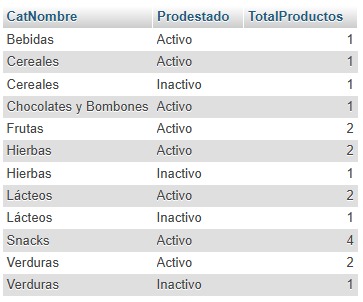 CatNombre Prodestado TotalProductos
Bebidas Activo 1
Cereales Activo 1
Cereales Inactivo 1
Chocolates y Bombones Activo 1
Frutas Activo 2
Hierbas Activo 2
Hierbas Inactivo 1
Lácteos Activo 2
Lácteos Inactivo 1
Snacks Activo 4
Verduras Activo 2
Verduras Inactivo 1